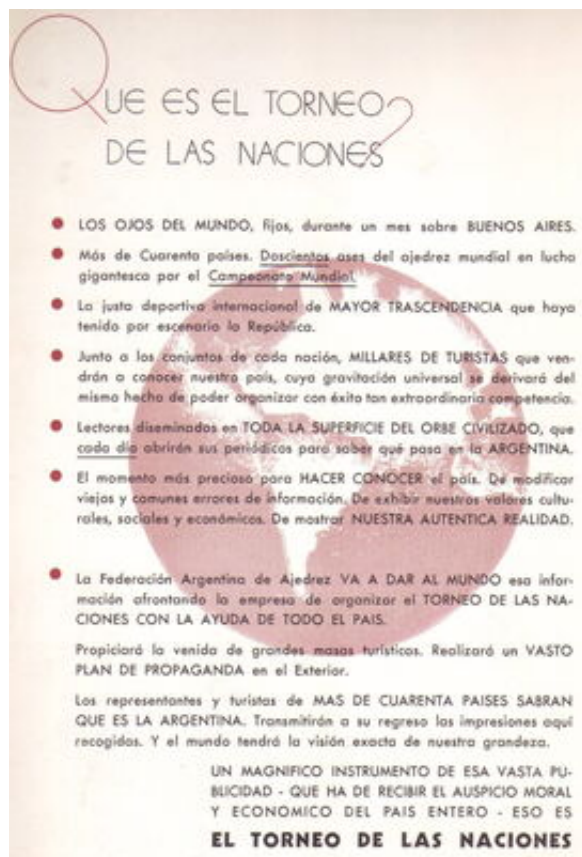 QUE ES EL TORNEO
DE LAS NACIONES?
LOS OJOS DEL MUNDO, fijos, durante un mes sobre BUENOS AIRES.
Más de Cuarenta países. Doscientos ases del ajedrez mundial en lucha
gigantesca por el Campeonato Mundial.
La justa deportiva internacional de MAYOR TRASCENDENCIA que haya
tenido por escenario la República.
Junto a los conjuntos de cada nación, MILLARES DE TURISTAS que ven-
drán a conocer nuestro país, cuya gravitación universal se derivará del
mismo hecho de poder organizar con éxito tan extraordinaria competencia.
Lectores diseminados en TODA LA SUPERFICIE DEL ORBE CIVILIZADO, que
cada día abrirán sus periódicos para saber qué pasa en la ARGENTINA.
El momento más precioso para HACER CONOCER el país. De modificar
viejos y comunes errores de información. De exhibir nuestros valores cultu-
rales, sociales y económicos. De mostrar NUESTRA AUTENTICA REALIDAD.
La Federación Argentina de Ajedrez VA A DAR AL MUNDO esa infor-
mación afrontando la empresa de organizar el TORNEO DE LAS NA-
CIONES CON LA AYUDA DE TODO EL PAIS.
Propiciará la venida de grandes masas turísticas. Realizará un VASTO
PLAN DE PROPAGANDA en el Exterior.
Los representantes y turistas de MAS DE CUARENTA PAISES SABRAN
QUE ES LA ARGENTINA. Transmitirán a su regreso las impresiones aquí
recogidas. Y el mundo tendrá la visión exacta de nuestra grandeza.
UN MAGNIFICO INSTRUMENTO DE ESA VASTA PU-
BLICIDAD - QUE HA DE RECIBIR EL AUSPICIO MORAL
Y ECONOMICO DEL PAIS ENTERO - ESO ES
EL TORNEO DE LAS NACIONES